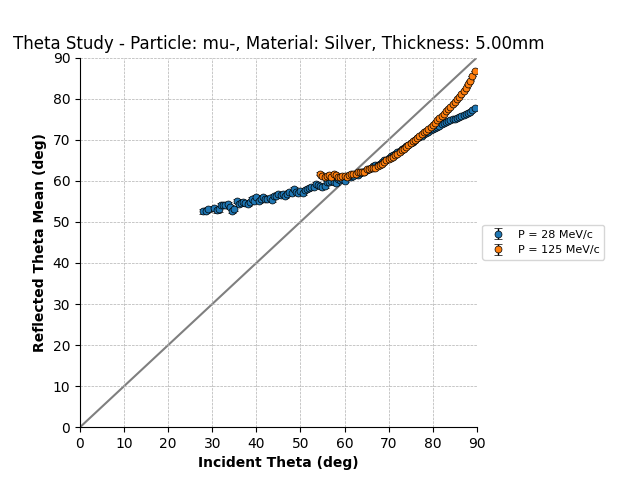 Theta Study - Particle: mu-, Material: Silver, Thickness: 5.00mm
Reflected Theta Mean (deg)
90
80
70
60
50
40
30
20
10
0
0 10 20 30 40 50 60 70 80 90
Incident Theta (deg)
P = 28 MeV/c
P = 125 MeV/c